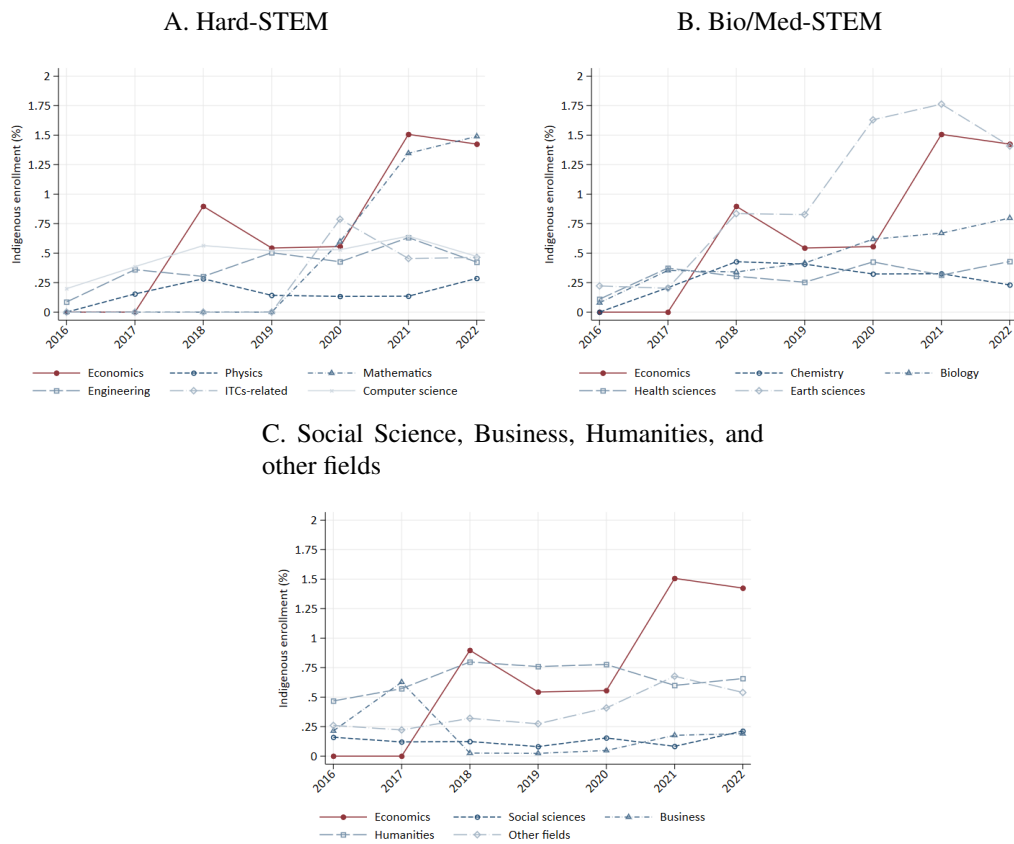 A. Hard-STEM
Indigenous enrollment (%)
2
1.75
1.5
1.25
1
.75
.5
.25
0
2016 2017 2018 2019 2020 2021 2022
Economics Physics Mathematics
Engineering ITCs-related Computer science
B. Bio/Med-STEM
Indigenous enrollment (%)
2
1.75
1.5
1.25
1
.75
.5
.25
0
2016 2017 2018 2019 2020 2021 2022
Economics Chemistry Biology
Health sciences Earth sciences
C. Social Science, Business, Humanities, and
other fields
Indigenous enrollment (%)
2
1.75
1.5
1.25
1
.75
.5
.25
0
2016 2017 2018 2019 2020 2021 2022
Economics Social sciences Business
Humanities Other fields